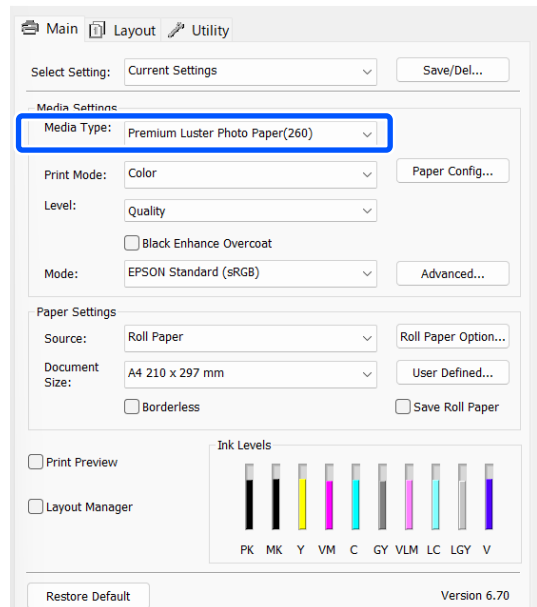 Main Layout Utility
Select Setting: Current Settings Save/Del...
Media Settings
Media Type: Premium Luster Photo Paper(260)
Print Mode: Color Paper Config...
Level: Quality
Black Enhance Overcoat
Mode: EPSON Standard (sRGB) Advanced...
Paper Settings
Source: Roll Paper Roll Paper Option...
Document
Size: A4 210 x 297 mm User Defined...
Borderless Save Roll Paper
Ink Levels
Print Preview
Layout Manager
PK MK Y VM C GY VLM LC LGY V
Restore Default Version 6.70